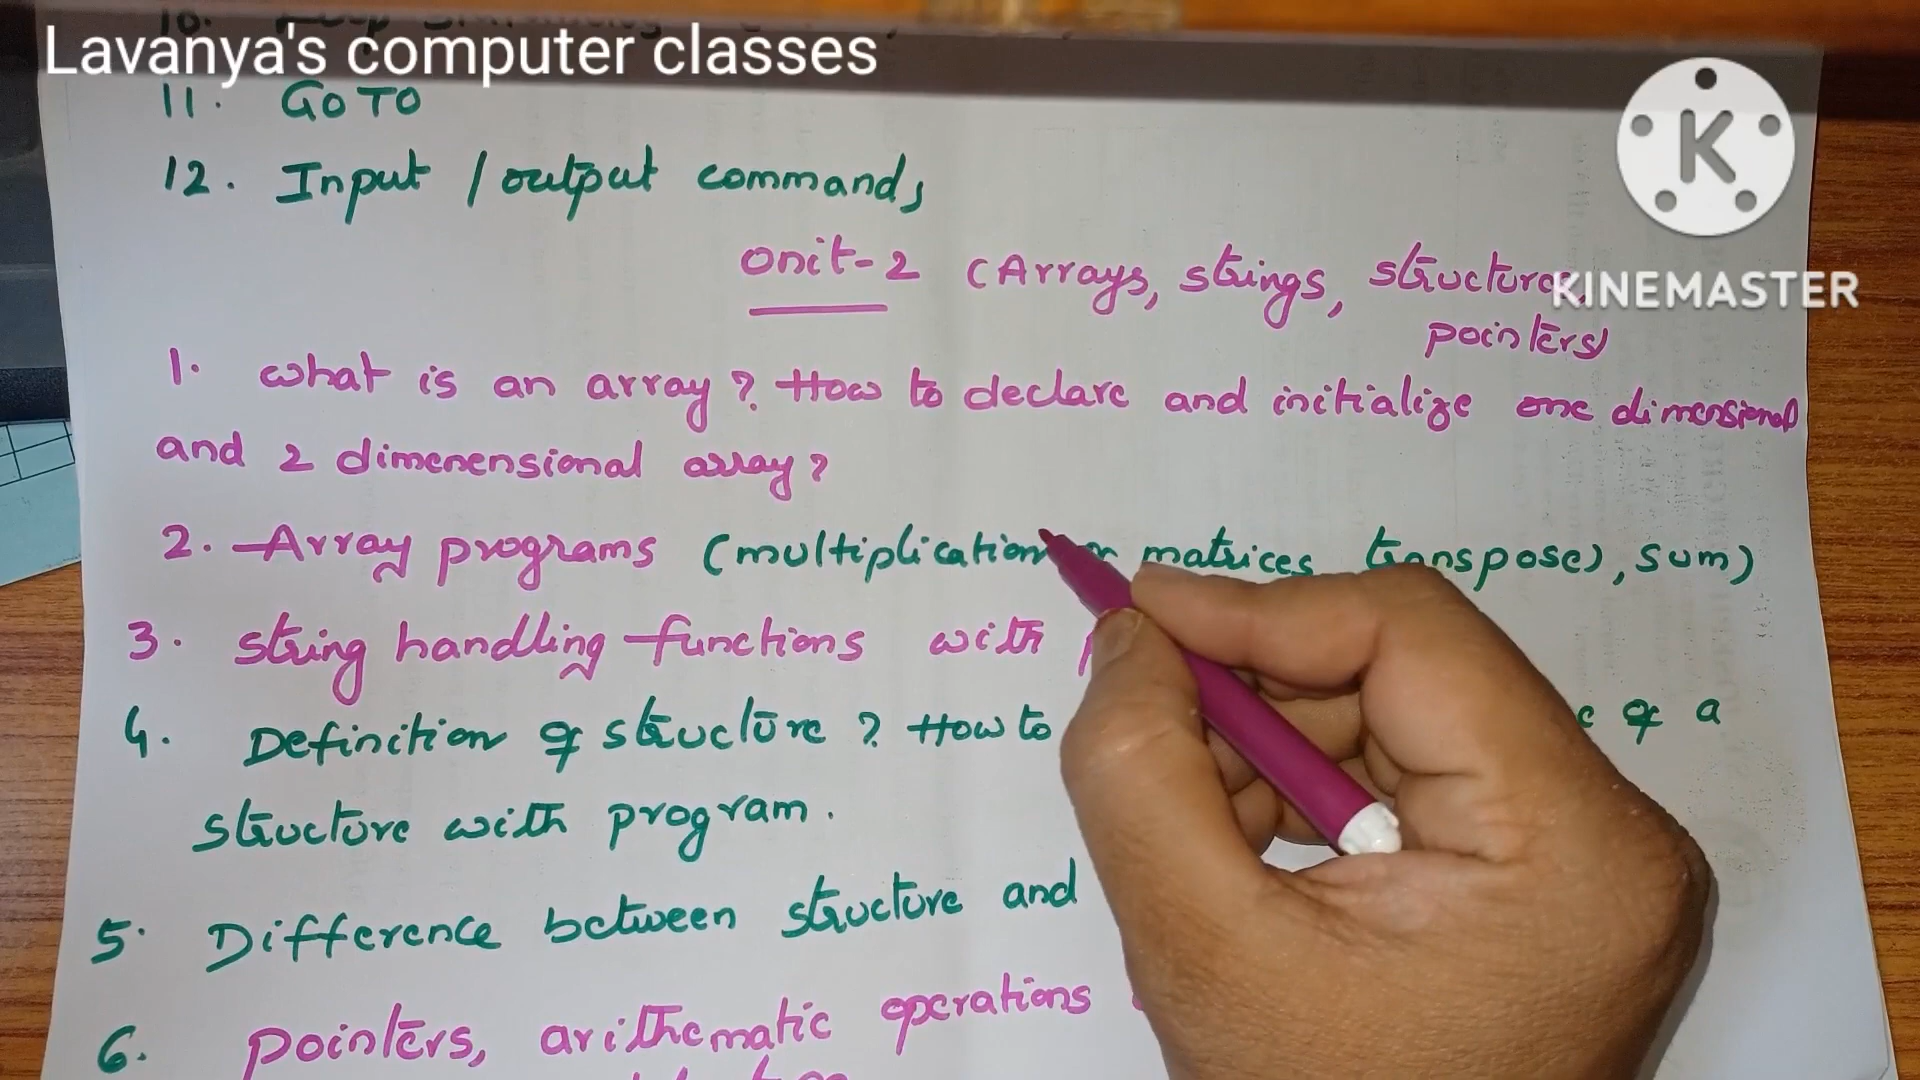 10.
Lavanya's computer classes
11. GOTO
12. Input / output commands
Unit-2 (Arrays, strings, structures,
pointers)
KINEMASTER
1. what is an array? How to declare and initialize one dimensional
and 2 dimenensional array?
2. Array programs (multiplication matrices, transpose), sum)
3. string handling functions with
4. Definition of structure? How to of a
structure with program.
5. Difference between structure and
6. pointers, arithematic operations